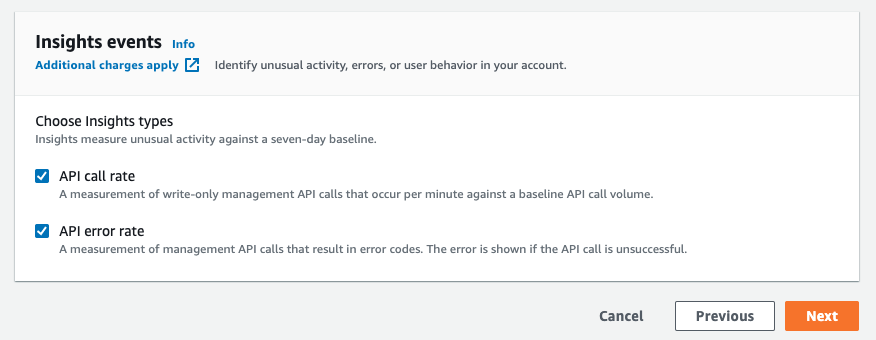 Insights events Info
Additional charges apply Identify unusual activity, errors, or user behavior in your account.
Choose Insights types
Insights measure unusual activity against a seven-day baseline.
API call rate
A measurement of write-only management API calls that occur per minute against a baseline API call volume.
API error rate
A measurement of management API calls that result in error codes. The error is shown if the API call is unsuccessful.
Cancel Previous Next